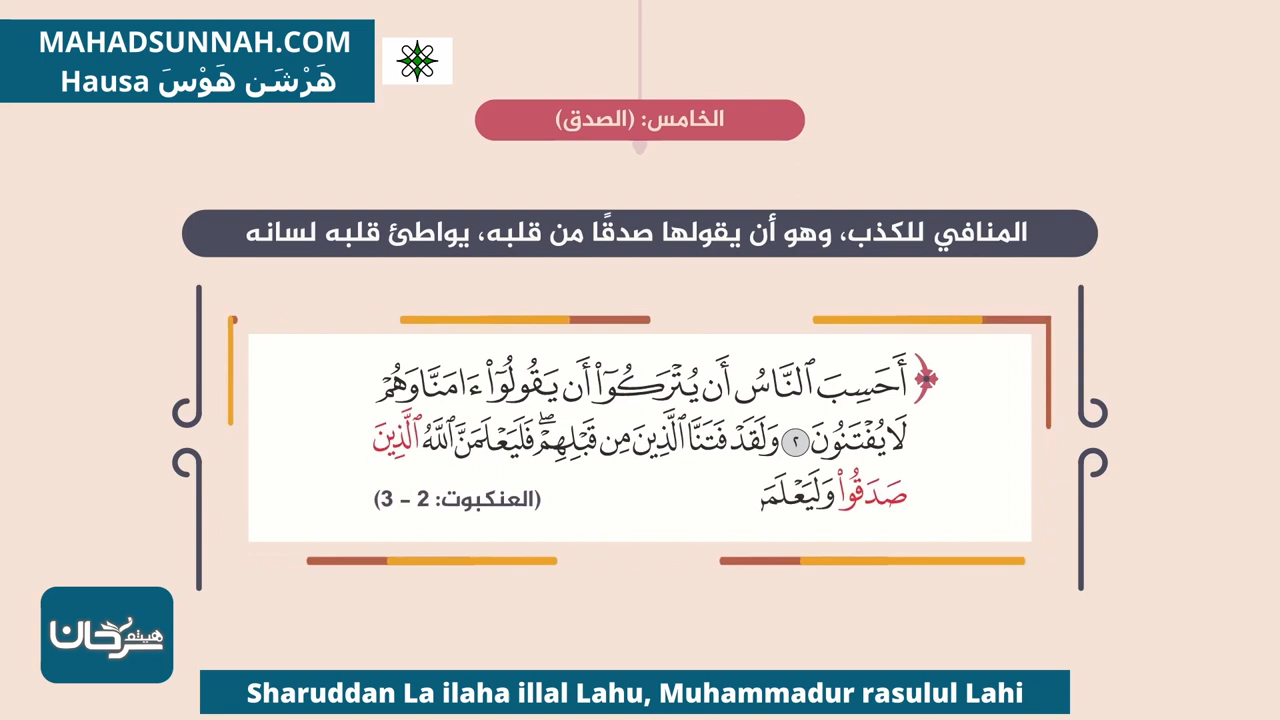 MAHADSUNNAH.COM
Hausa هَرْشَن هَوْسَ
الخامس: (الصدق)
المنافي للكذب، وهو أن يقولها صدقًا من قلبه، يواطئ قلبه لسانه
أَحَسِبَ ٱلنَّاسُ أَن يُتْرَكُوٓا۟ أَن يَقُولُوٓا۟ ءَامَنَّا وَهُمْ
لَا يُفْتَنُونَ ٢ وَلَقَدْ فَتَنَّا ٱلَّذِينَ مِن قَبْلِهِمْ ۖ فَلَيَعْلَمَنَّ ٱللَّهُ ٱلَّذِينَ
صَدَقُوا۟ وَلَيَعْلَمَ
(العنكبوت: 2 - 3)
هيثم سرحان
Sharuddan La ilaha illal Lahu, Muhammadur rasulul Lahi